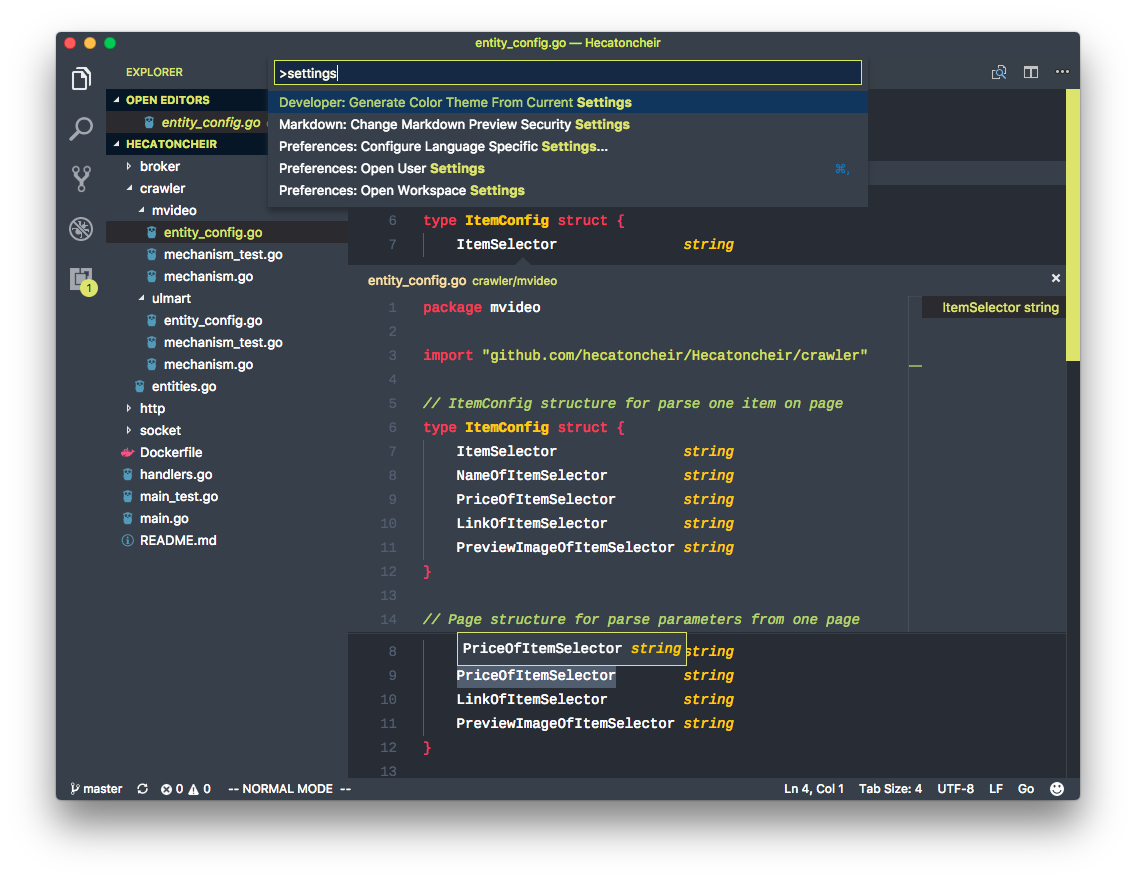 entity_config.go — Hecatoncheir
EXPLORER
OPEN EDITORS
entity_config.go
HECATONCHEIR
broker
crawler
mvideo
entity_config.go
mechanism_test.go
mechanism.go
ulmart
entity_config.go
mechanism_test.go
mechanism.go
entities.go
http
socket
Dockerfile
handlers.go
main_test.go
main.go
README.md
1
>settings
Developer: Generate Color Theme From Current Settings
Markdown: Change Markdown Preview Security Settings
Preferences: Configure Language Specific Settings...
Preferences: Open User Settings ⌘,
Preferences: Open Workspace Settings
6 type ItemConfig struct {
7 ItemSelector string
entity_config.go crawler/mvideo
1 package mvideo
2
3 import "github.com/hecatoncheir/Hecatoncheir/crawler"
4
5 // ItemConfig structure for parse one item on page
6 type ItemConfig struct {
7 ItemSelector string
8 NameOfItemSelector string
9 PriceOfItemSelector string
10 LinkOfItemSelector string
11 PreviewImageOfItemSelector string
12 }
13
14 // Page structure for parse parameters from one page
ItemSelector string
PriceOfItemSelector string
8 string
9 PriceOfItemSelector string
10 LinkOfItemSelector string
11 PreviewImageOfItemSelector string
12 }
13
master 0 0 -- NORMAL MODE -- Ln 4, Col 1 Tab Size: 4 UTF-8 LF Go